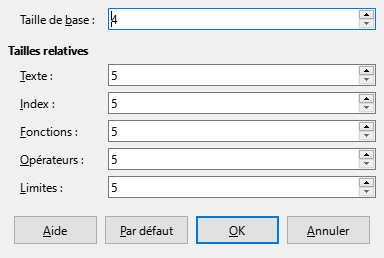 Taille de base : 4
Tailles relatives
Texte : 5
Index : 5
Fonctions : 5
Opérateurs : 5
Limites : 5
Aide Par défaut OK Annuler